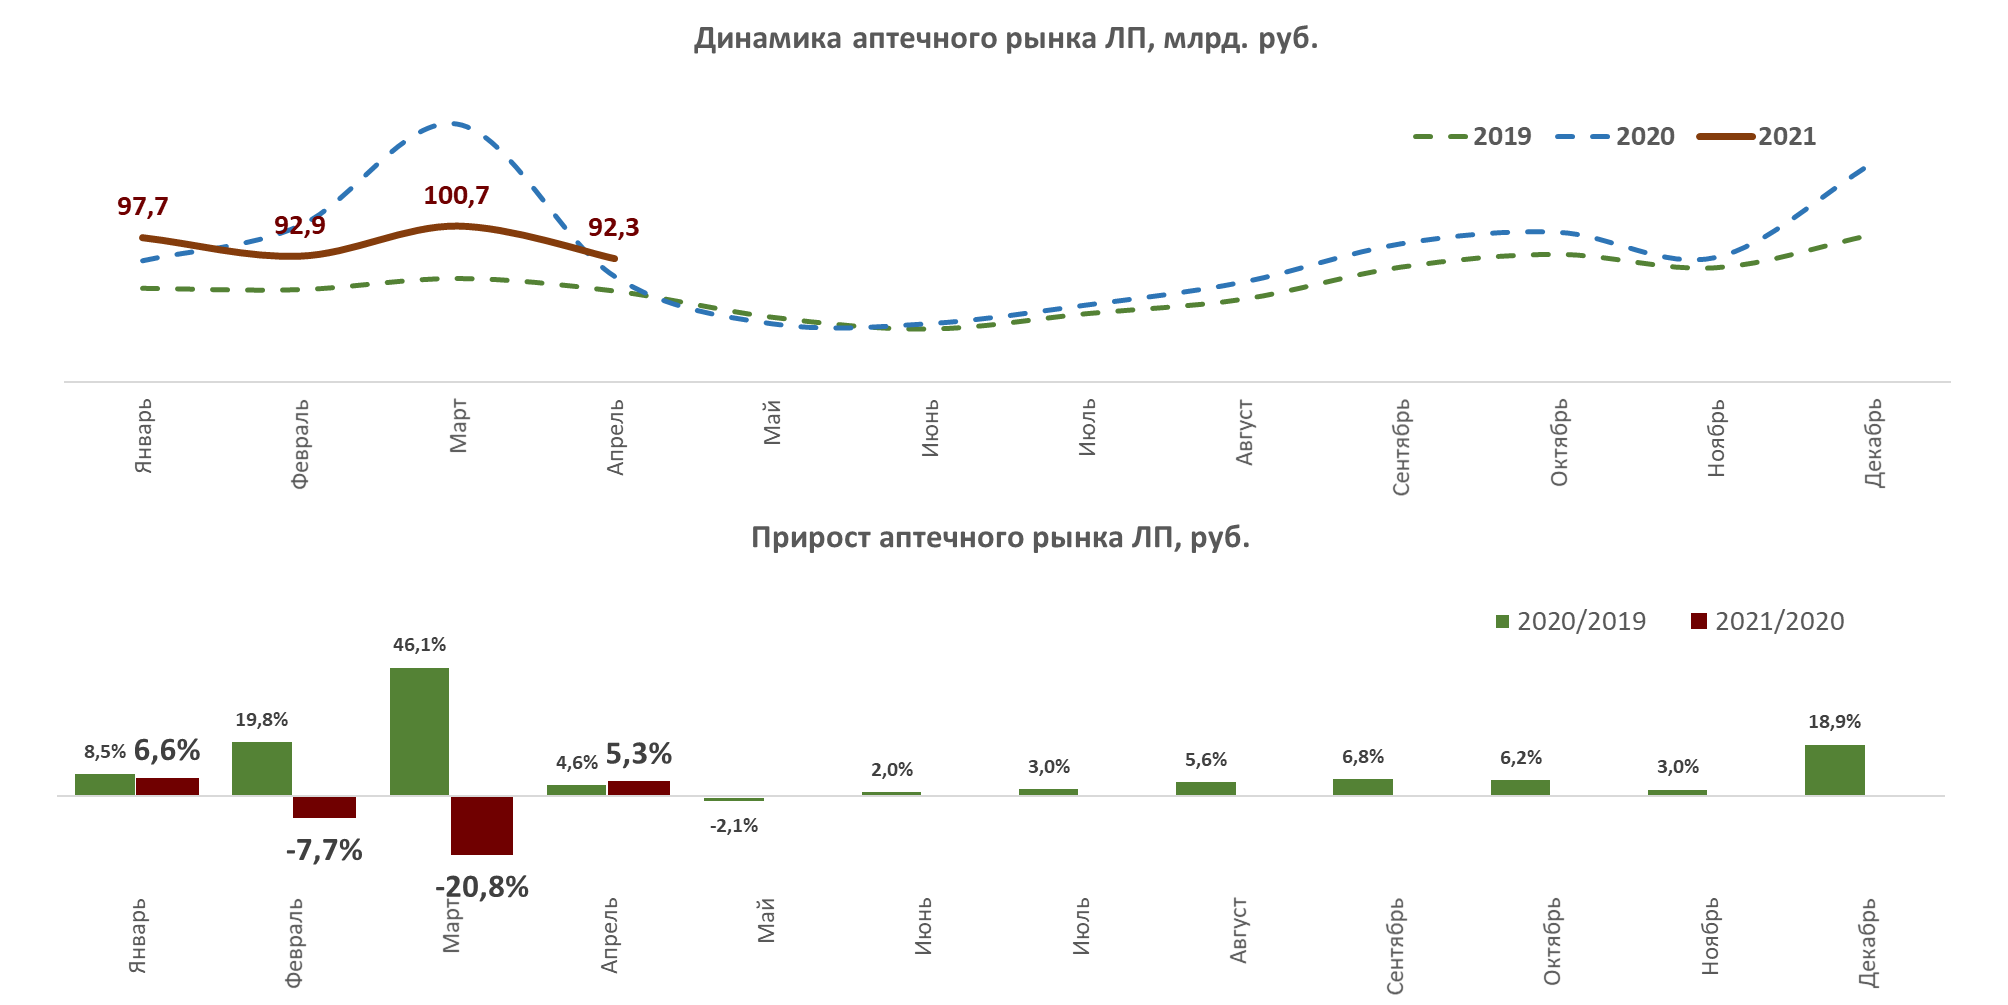 Динамика аптечного рынка ЛП, млрд. руб.
2019 2020 2021
97,7 92,9 100,7 92,3
Январь Февраль Март Апрель Май Июнь Июль Август Сентябрь Октябрь Ноябрь Декабрь
Прирост аптечного рынка ЛП, руб.
2020/2019 2021/2020
8,5% 6,6% 19,8% -7,7% 46,1% -20,8% 4,6% 5,3% -2,1% 2,0% 3,0% 5,6% 6,8% 6,2% 3,0% 18,9%
Январь Февраль Март Апрель Май Июнь Июль Август Сентябрь Октябрь Ноябрь Декабрь